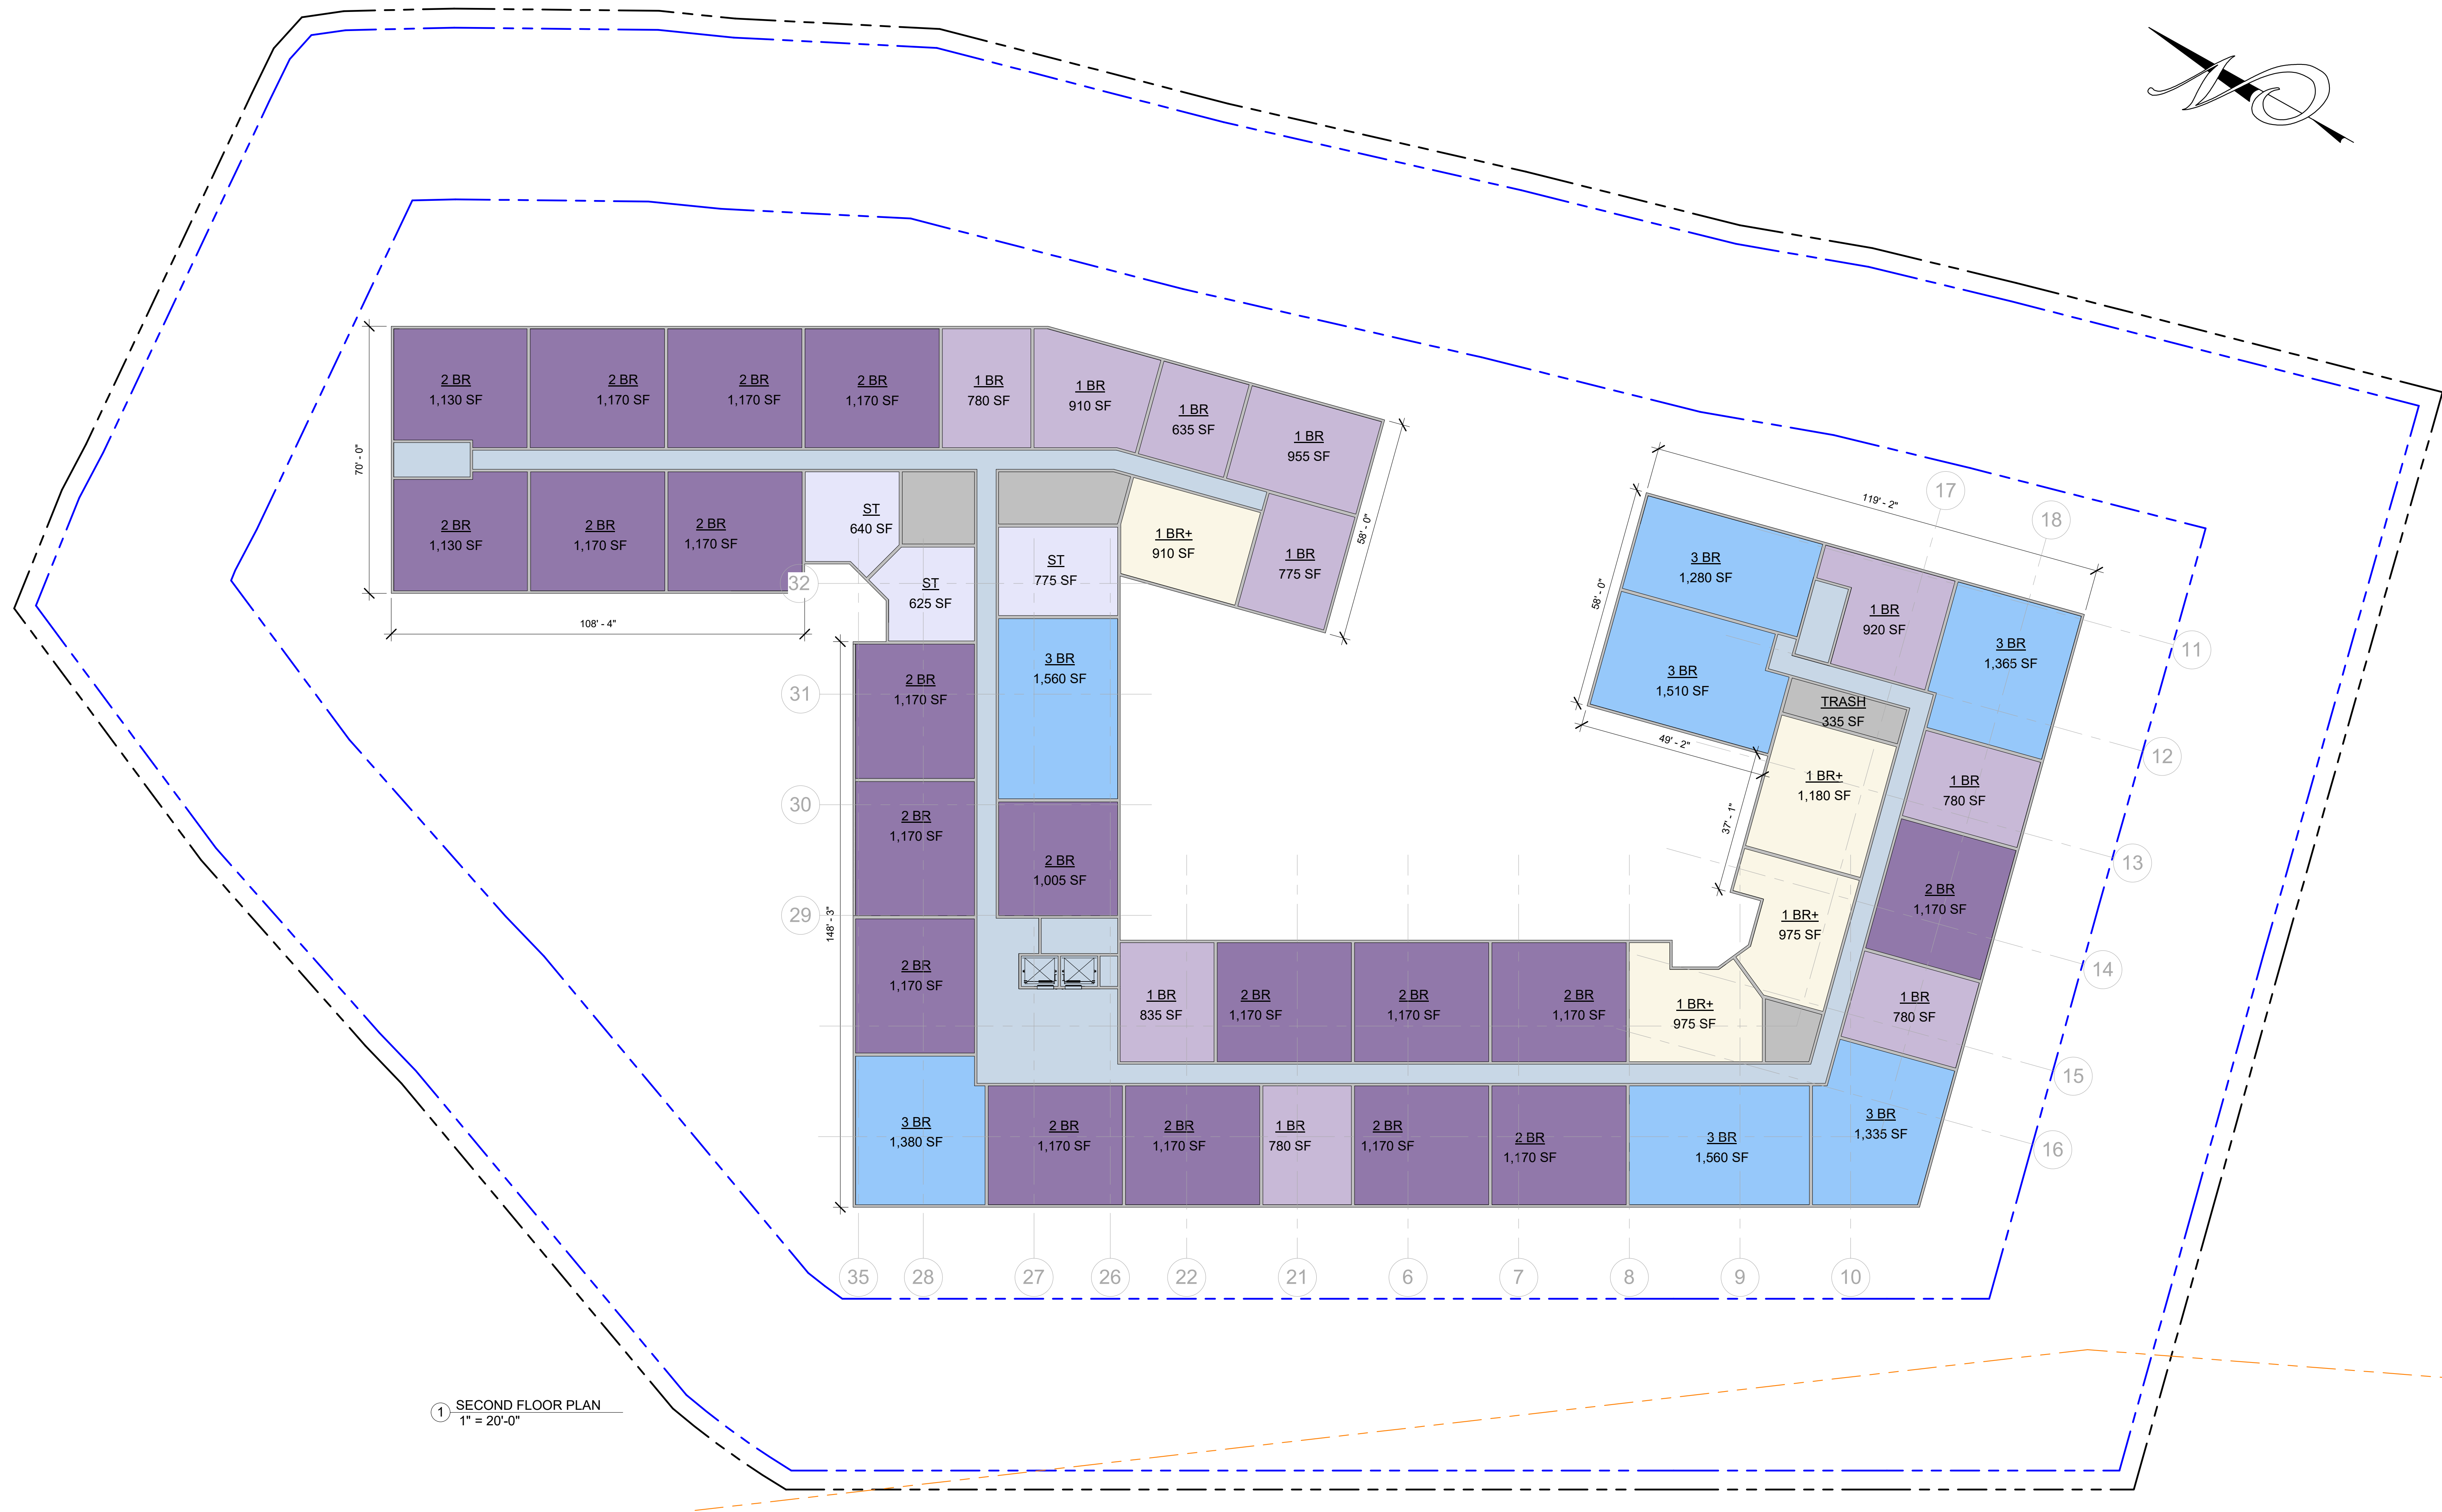 N
2 BR
1,130 SF
2 BR
1,170 SF
2 BR
1,170 SF
2 BR
1,170 SF
1 BR
780 SF
1 BR
910 SF
1 BR
635 SF
1 BR
955 SF
70' - 0"
2 BR
1,130 SF
2 BR
1,170 SF
2 BR
1,170 SF
ST
640 SF
ST
625 SF
ST
775 SF
1 BR+
910 SF
1 BR
775 SF
58' - 0"
108' - 4"
32
31
30
29
148' - 3"
2 BR
1,170 SF
3 BR
1,560 SF
2 BR
1,170 SF
2 BR
1,005 SF
2 BR
1,170 SF
3 BR
1,380 SF
119' - 2"
17
18
58' - 0"
3 BR
1,280 SF
1 BR
920 SF
3 BR
1,365 SF
3 BR
1,510 SF
TRASH
335 SF
49' - 2"
37' - 1"
1 BR+
1,180 SF
1 BR
780 SF
1 BR+
975 SF
2 BR
1,170 SF
1 BR
780 SF
11
12
13
14
15
16
1 BR
835 SF
2 BR
1,170 SF
2 BR
1,170 SF
2 BR
1,170 SF
1 BR+
975 SF
2 BR
1,170 SF
2 BR
1,170 SF
1 BR
780 SF
2 BR
1,170 SF
2 BR
1,170 SF
3 BR
1,560 SF
3 BR
1,335 SF
35
28
27
26
22
21
6
7
8
9
10
1
SECOND FLOOR PLAN
1" = 20'-0"